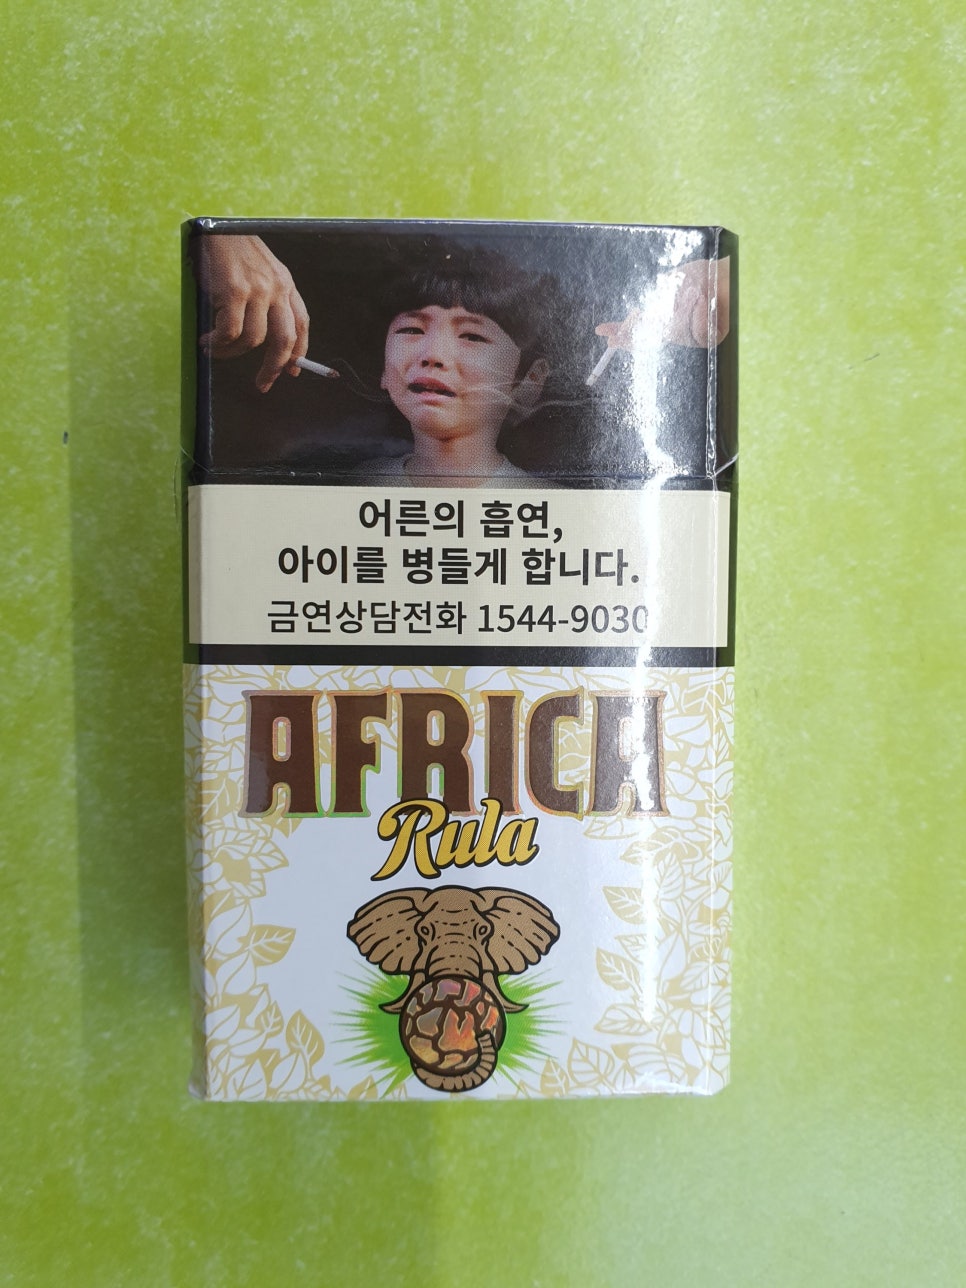 어른의 흡연,
아이를 병들게 합니다.
금연상담전화 1544-9030
AFRICA
Rula